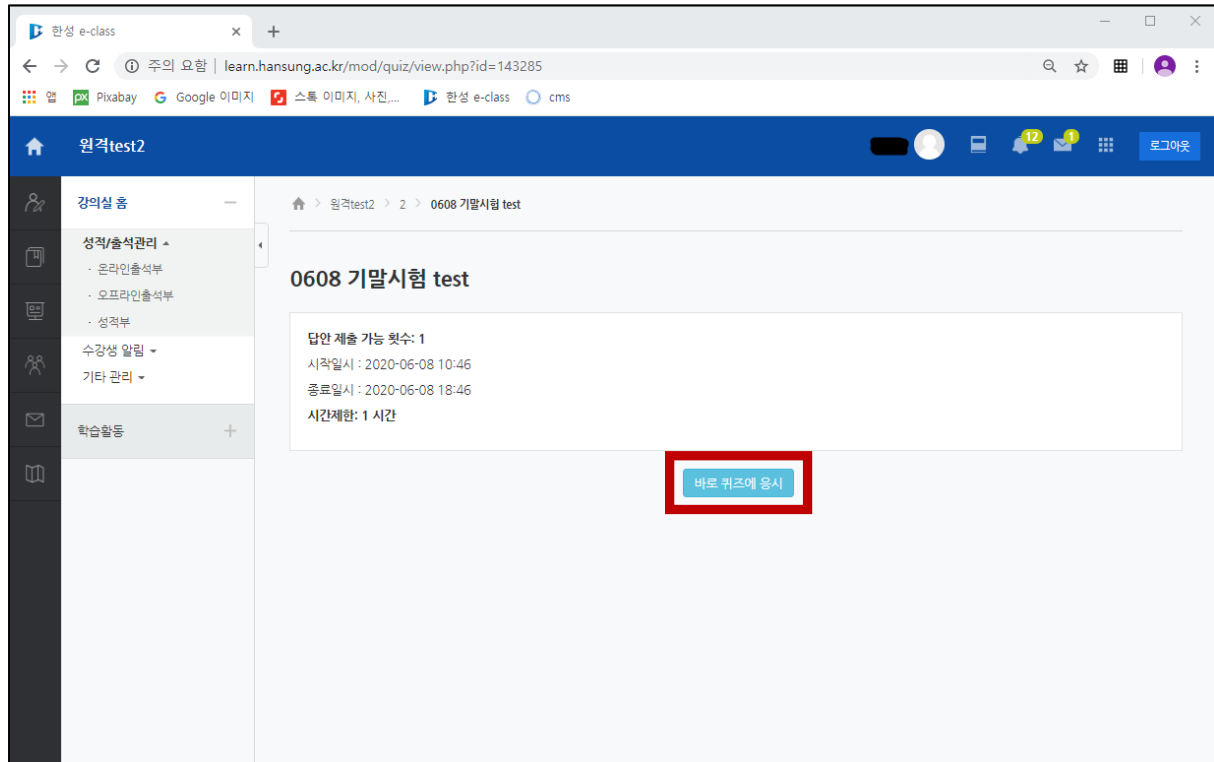 한성 e-class
주의 요함 | learn.hansung.ac.kr/mod/quiz/view.php?id=143285
앱 Pixabay Google 이미지 스톡 이미지, 사진,... 한성 e-class cms
원격test2 12 1 로그아웃
강의실 홈
성적/출석관리
· 온라인출석부
· 오프라인출석부
· 성적부
수강생 알림
기타 관리
학습활동
원격test2 > 2 > 0608 기말시험 test
0608 기말시험 test
답안 제출 가능 횟수: 1
시작일시 : 2020-06-08 10:46
종료일시 : 2020-06-08 18:46
시간제한: 1 시간
바로 퀴즈에 응시